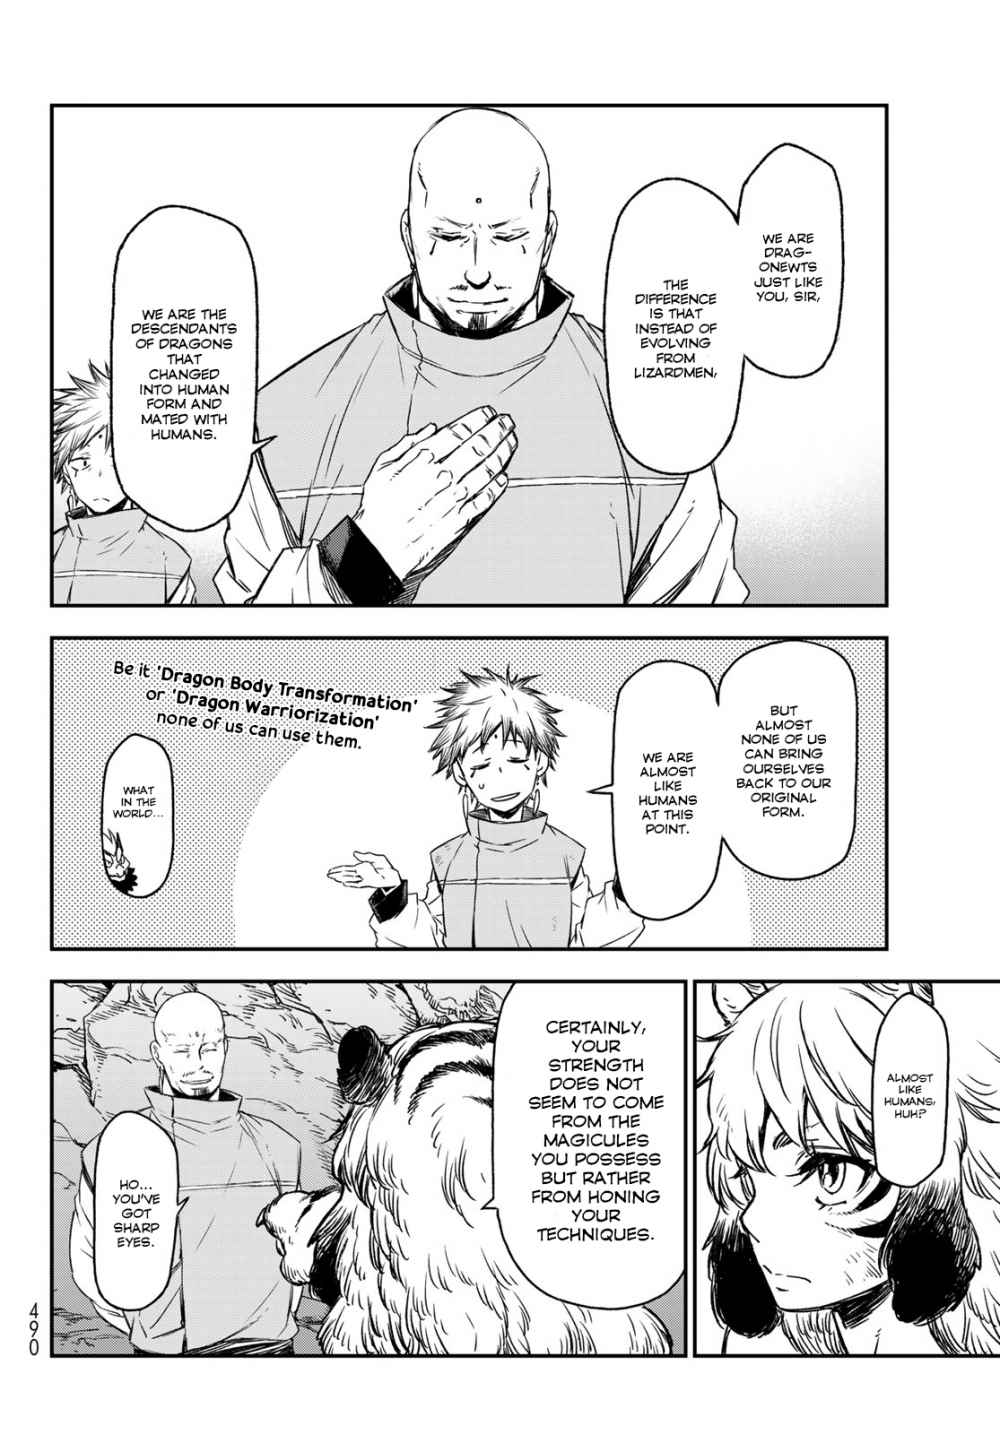 WE ARE
DRAG-
ONEWTS
JUST LIKE
YOU, SIR,
THE
DIFFERENCE
IS THAT
INSTEAD OF
EVOLVING
FROM
LIZARDMEN,
WE ARE THE
DESCENDANTS
OF DRAGONS
THAT
CHANGED
INTO HUMAN
FORM AND
MATED WITH
HUMANS.
BUT
ALMOST
NONE OF US
CAN BRING
OURSELVES
BACK TO OUR
ORIGINAL
FORM.
WE ARE
ALMOST
LIKE
HUMANS
AT THIS
POINT.
Be it 'Dragon Body Transformation'
or 'Dragon Warriorization'
none of us can use them.
WHAT
IN THE
WORLD...
ALMOST
LIKE
HUMANS,
HUH?
CERTAINLY,
YOUR
STRENGTH
DOES NOT
SEEM TO COME
FROM THE
MAGICULES
YOU POSSESS
BUT RATHER
FROM HONING
YOUR
TECHNIQUES.
HO...
YOU'VE
GOT
SHARP
EYES.
490